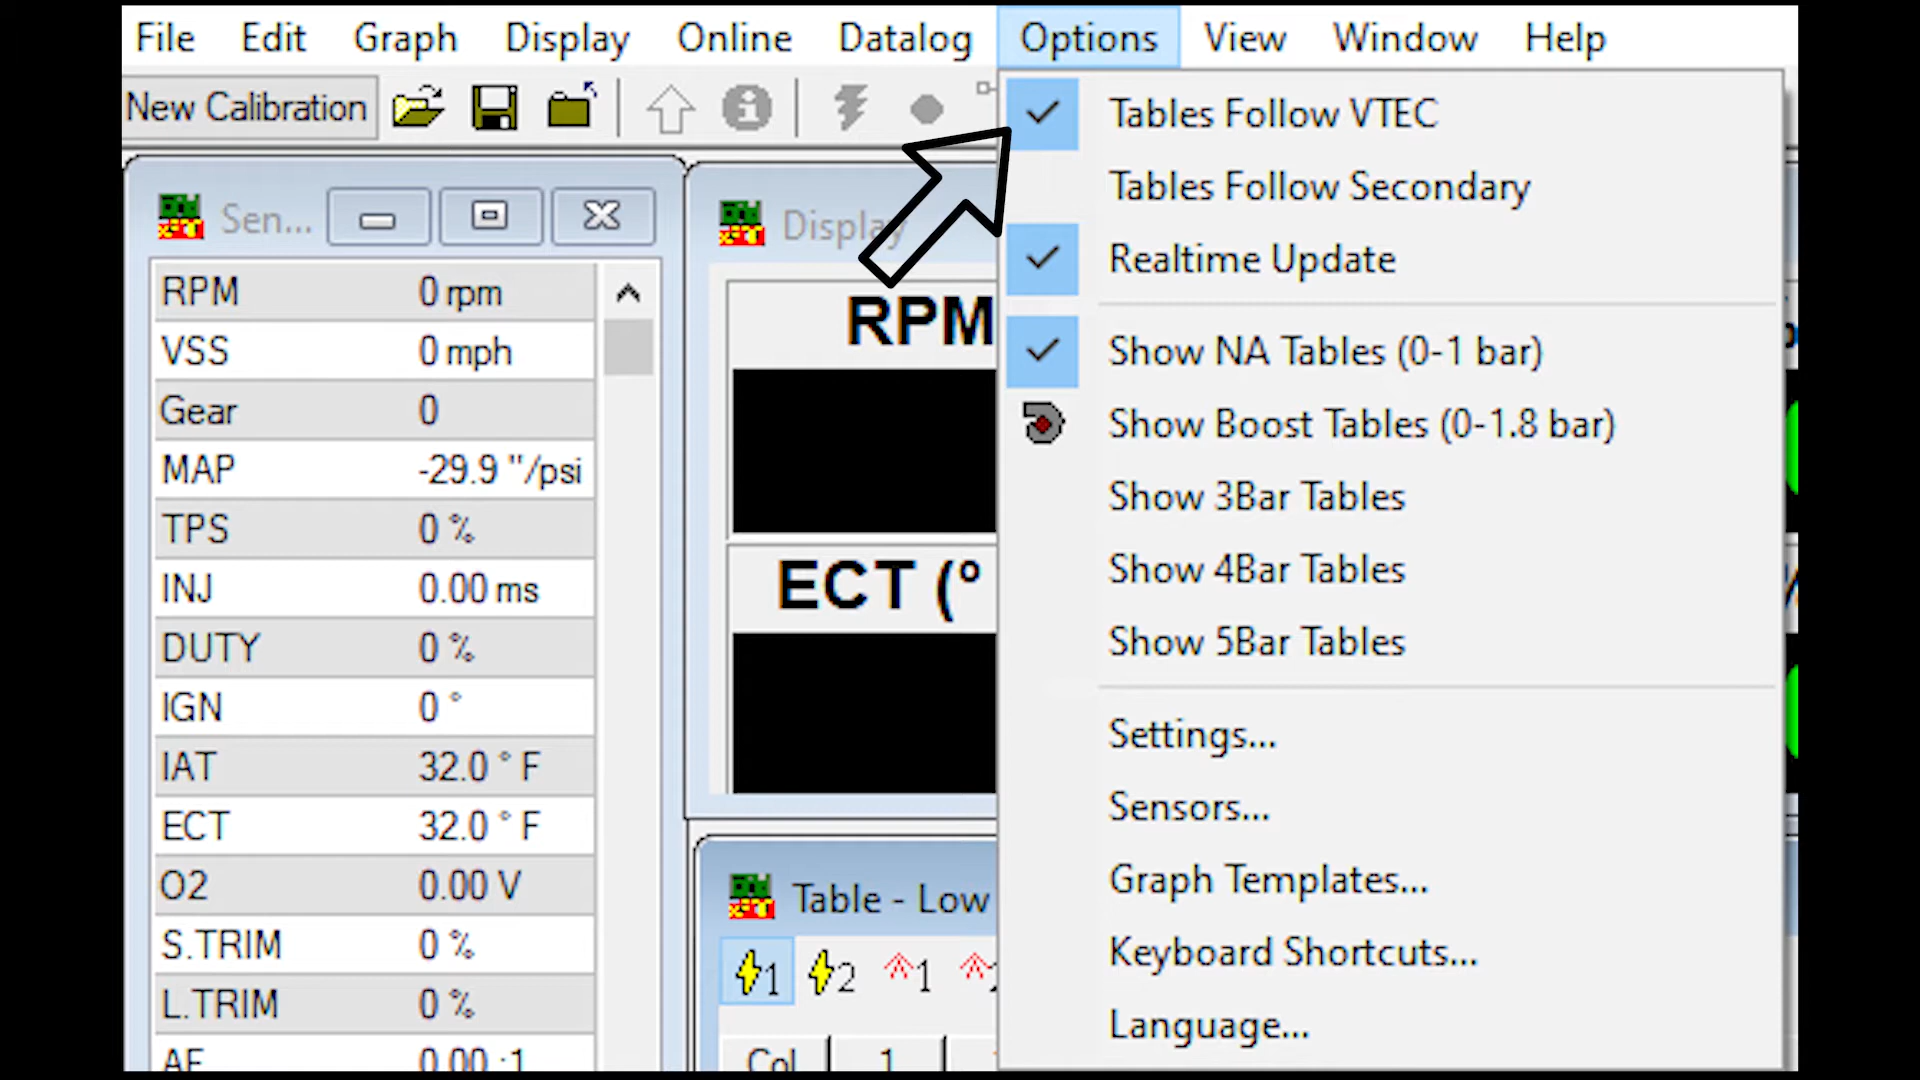 File Edit Graph Display Online Datalog Options View Window Help
New Calibration
Sen...
RPM 0 rpm
VSS 0 mph
Gear 0
MAP -29.9 "/psi
TPS 0 %
INJ 0.00 ms
DUTY 0 %
IGN 0 °
IAT 32.0 ° F
ECT 32.0 ° F
O2 0.00 V
S.TRIM 0 %
L.TRIM 0 %
AF 0.00 :1
Display
RPM
ECT (°
Table - Low
1 2 1
Col 1
Tables Follow VTEC
Tables Follow Secondary
Realtime Update
Show NA Tables (0-1 bar)
Show Boost Tables (0-1.8 bar)
Show 3Bar Tables
Show 4Bar Tables
Show 5Bar Tables
Settings...
Sensors...
Graph Templates...
Keyboard Shortcuts...
Language...